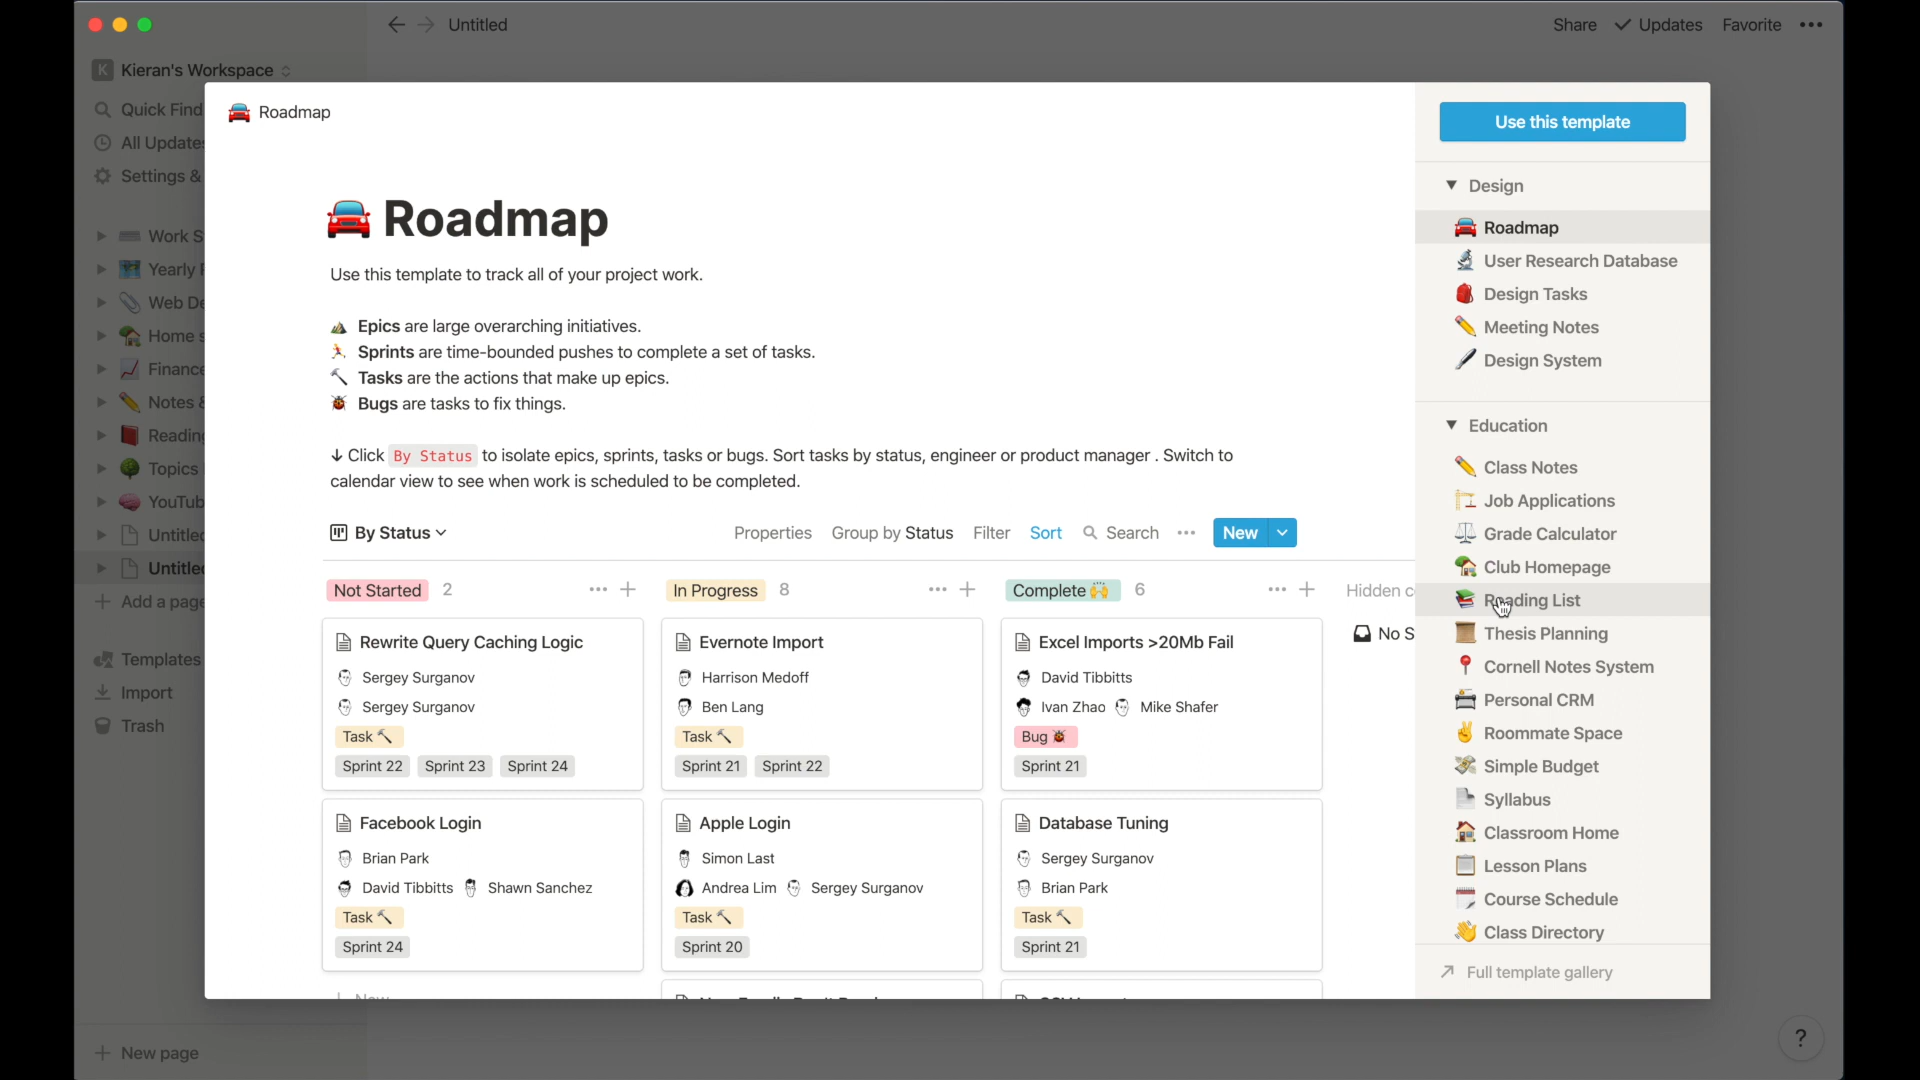 Untitled
Share
Updates
Favorite
K Kieran's Workspace
Quick Find
All Updates
Settings &
Work S
Yearly
Web De
Home s
Finance
Notes &
Reading
Topics
YouTub
Untitled
Untitled
Add a page
Templates
Import
Trash
New page
Roadmap
Roadmap
Use this template to track all of your project work.
Epics are large overarching initiatives.
Sprints are time-bounded pushes to complete a set of tasks.
Tasks are the actions that make up epics.
Bugs are tasks to fix things.
↓ Click By Status to isolate epics, sprints, tasks or bugs. Sort tasks by status, engineer or product manager . Switch to
calendar view to see when work is scheduled to be completed.
By Status
Properties
Group by Status
Filter
Sort
Search
New
Not Started 2
Rewrite Query Caching Logic
Sergey Surganov
Sergey Surganov
Task
Sprint 22 Sprint 23 Sprint 24
Facebook Login
Brian Park
David Tibbitts Shawn Sanchez
Task
Sprint 24
In Progress 8
Evernote Import
Harrison Medoff
Ben Lang
Task
Sprint 21 Sprint 22
Apple Login
Simon Last
Andrea Lim Sergey Surganov
Task
Sprint 20
Complete 6
Excel Imports >20Mb Fail
David Tibbitts
Ivan Zhao Mike Shafer
Bug
Sprint 21
Database Tuning
Sergey Surganov
Brian Park
Task
Sprint 21
Hidden c
No S
Use this template
Design
Roadmap
User Research Database
Design Tasks
Meeting Notes
Design System
Education
Class Notes
Job Applications
Grade Calculator
Club Homepage
Reading List
Thesis Planning
Cornell Notes System
Personal CRM
Roommate Space
Simple Budget
Syllabus
Classroom Home
Lesson Plans
Course Schedule
Class Directory
Full template gallery
?